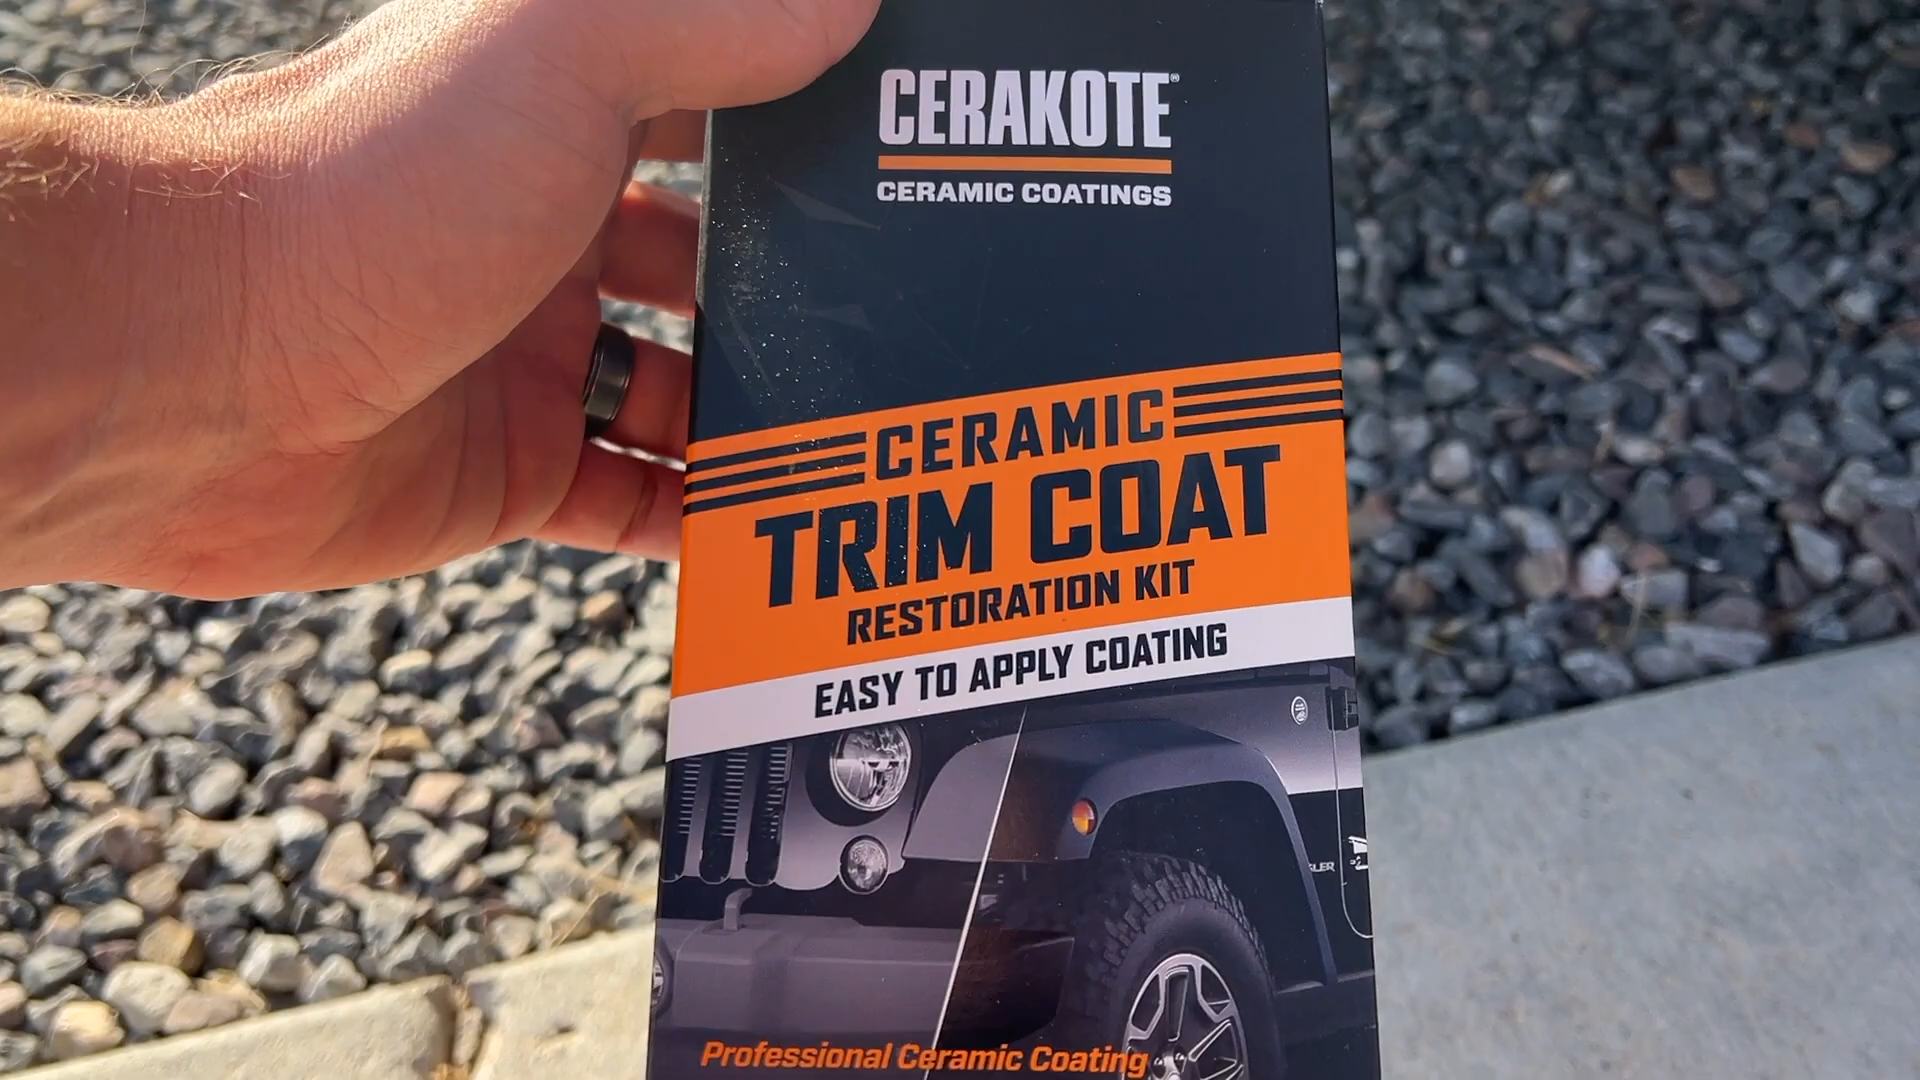 CERAKOTE®
CERAMIC COATINGS
CERAMIC
TRIM COAT
RESTORATION KIT
EASY TO APPLY COATING
Professional Ceramic Coating